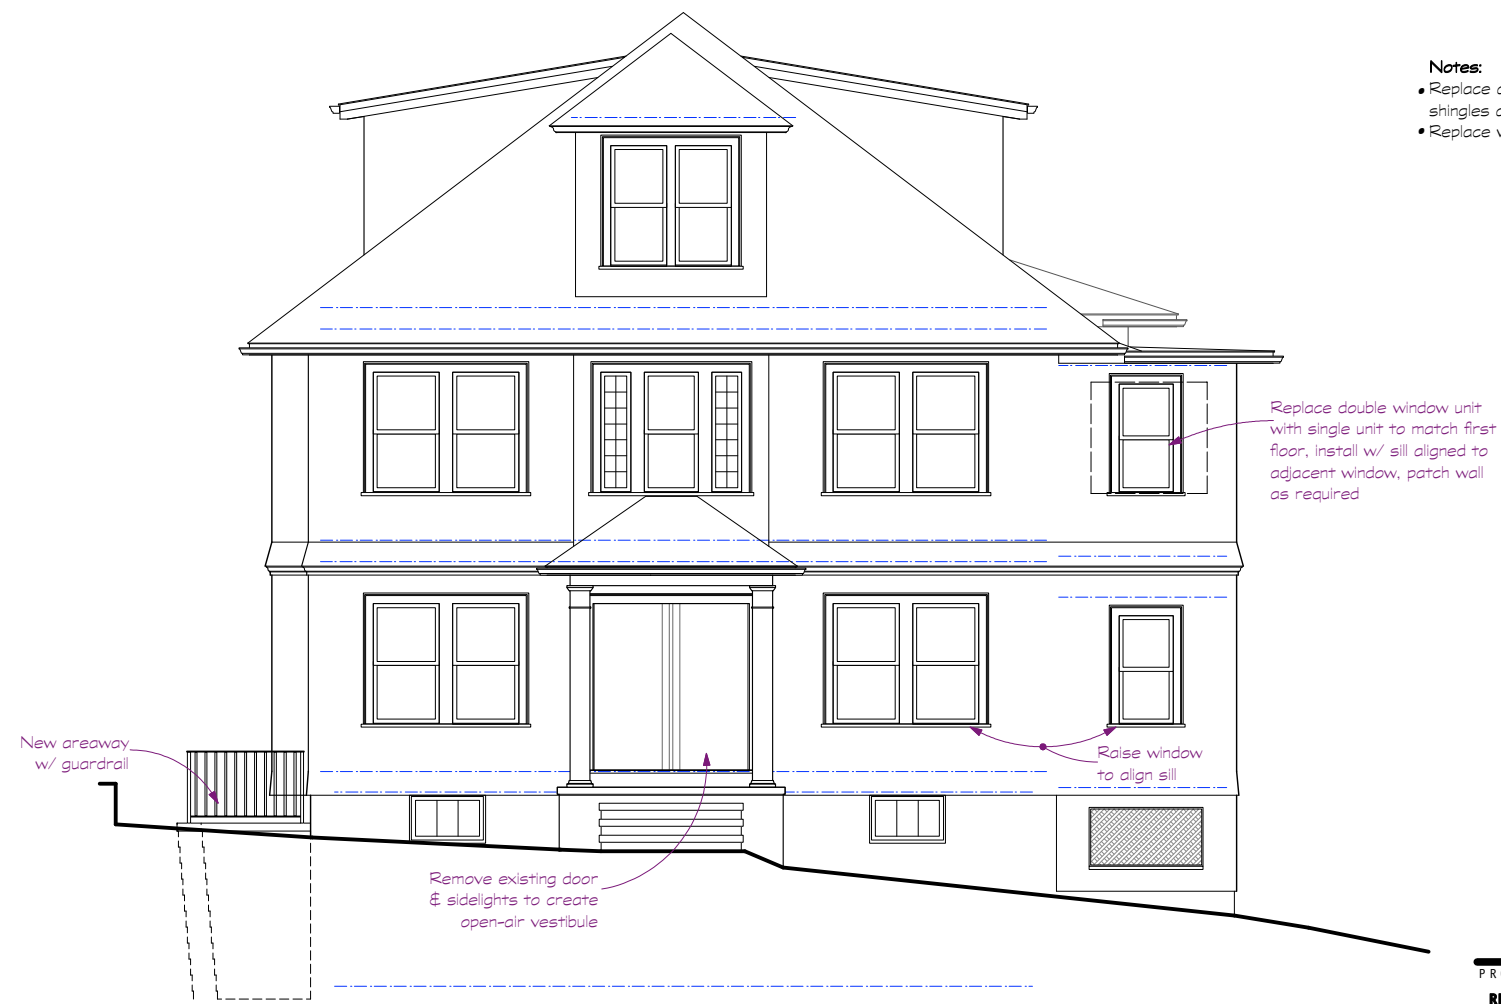 Notes:
• Replace
shingles
• Replace
Replace double window unit
with single unit to match first
floor, install w/ sill aligned to
adjacent window, patch wall
as required
New areaway
w/ guardrail
Raise window
to align sill
Remove existing door
& sidelights to create
open-air vestibule